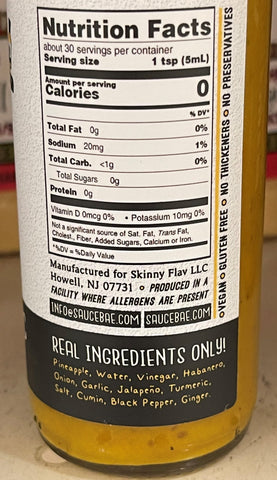 Nutrition Facts
about 30 servings per container
Serving size 1 tsp (5mL)
Amount per serving
Calories 0
% DV*
Total Fat 0g 0%
Sodium 20mg 1%
Total Carb. <1g 0%
Total Sugars 0g
Protein 0g
Vitamin D 0mcg 0% • Potassium 10mg 0%
Not a significant source of Sat. Fat, Trans Fat,
Cholest., Fiber, Added Sugars, Calcium or Iron.
*%DV = %Daily Value
Manufactured for Skinny Flav LLC
Howell, NJ 07731 • PRODUCED IN A
FACILITY WHERE ALLERGENS ARE PRESENT
INFO@SAUCEBAE.COM SAUCEBAE.COM
VEGAN GLUTEN FREE NO THICKENERS NO PRESERVATIVES
REAL INGREDIENTS ONLY!
Pineapple, Water, Vinegar, Habanero,
Onion, Garlic, Jalapeño, Turmeric,
Salt, Cumin, Black Pepper, Ginger.